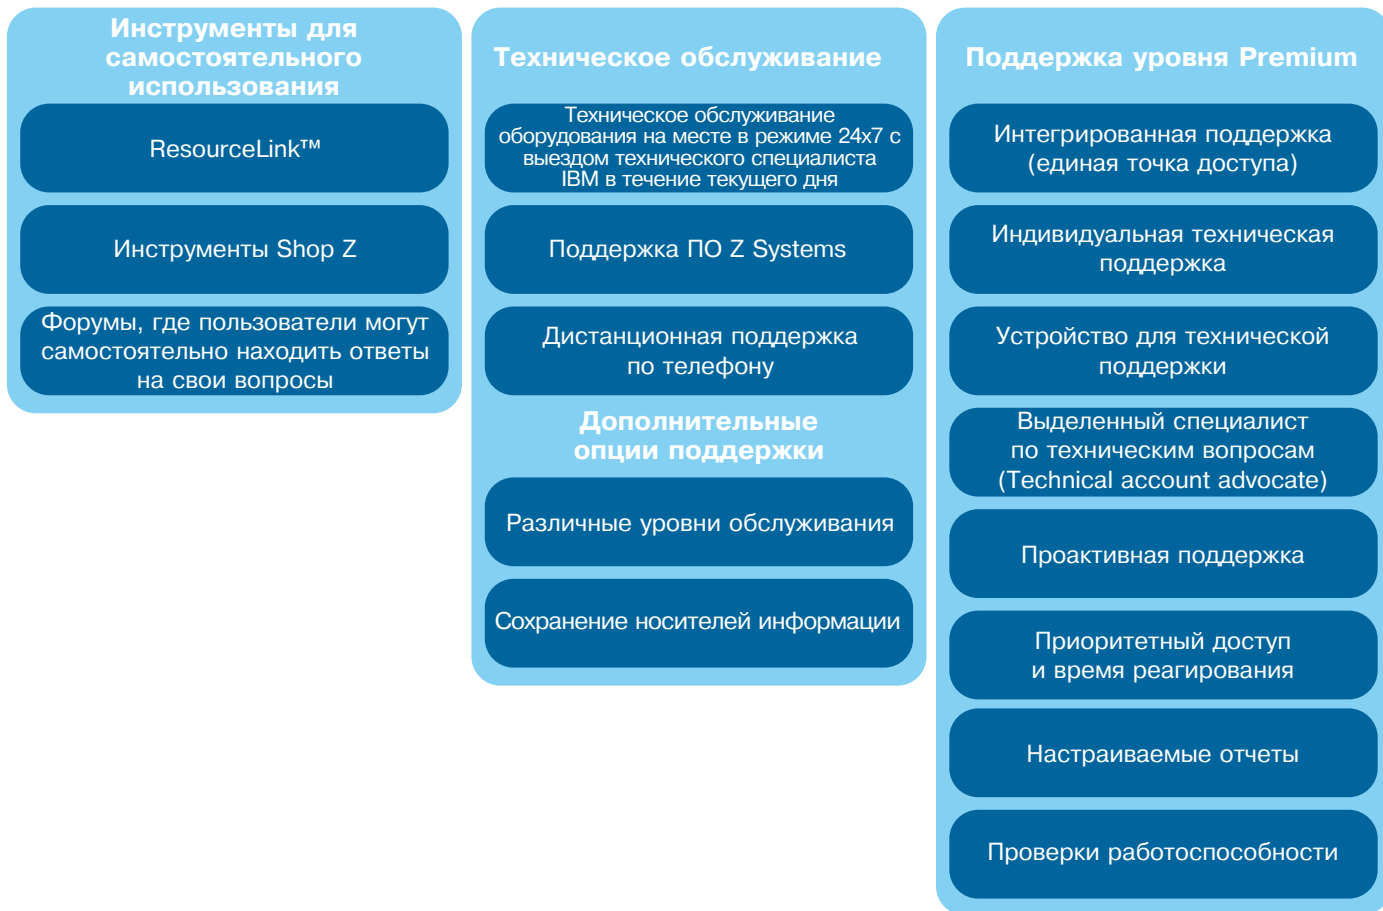 Инструменты для
самостоятельного
использования
ResourceLink™
Инструменты Shop Z
Форумы, где пользователи могут
самостоятельно находить ответы
на свои вопросы
Техническое обслуживание
Техническое обслуживание
оборудования на месте в режиме 24x7 с
выездом технического специалиста
IBM в течение текущего дня
Поддержка ПО Z Systems
Дистанционная поддержка
по телефону
Дополнительные
опции поддержки
Различные уровни обслуживания
Сохранение носителей информации
Поддержка уровня Premium
Интегрированная поддержка
(единая точка доступа)
Индивидуальная техническая
поддержка
Устройство для технической
поддержки
Выделенный специалист
по техническим вопросам
(Technical account advocate)
Проактивная поддержка
Приоритетный доступ
и время реагирования
Настраиваемые отчеты
Проверки работоспособности